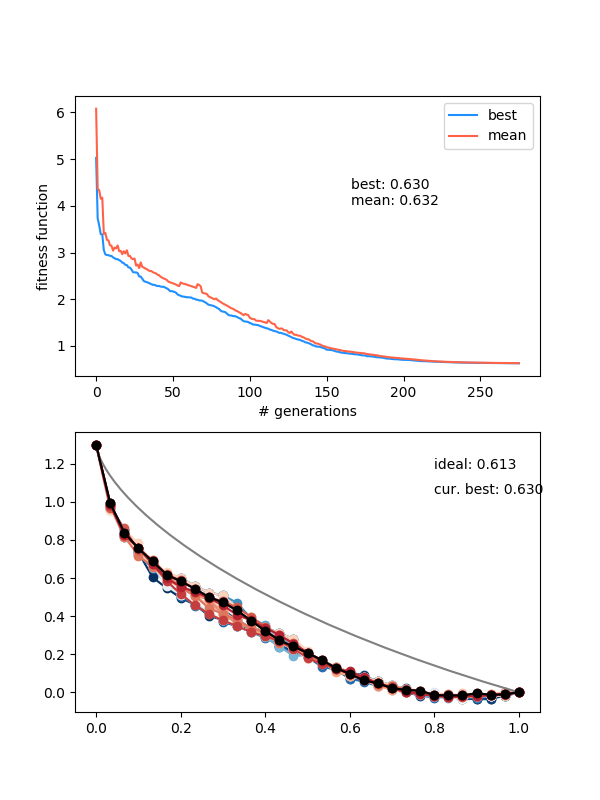 6
5
4
3
2
1
fitness function
best
mean
best: 0.630
mean: 0.632
0 50 100 150 200 250
# generations
1.2
1.0
0.8
0.6
0.4
0.2
0.0
ideal: 0.613
cur. best: 0.630
0.0 0.2 0.4 0.6 0.8 1.0